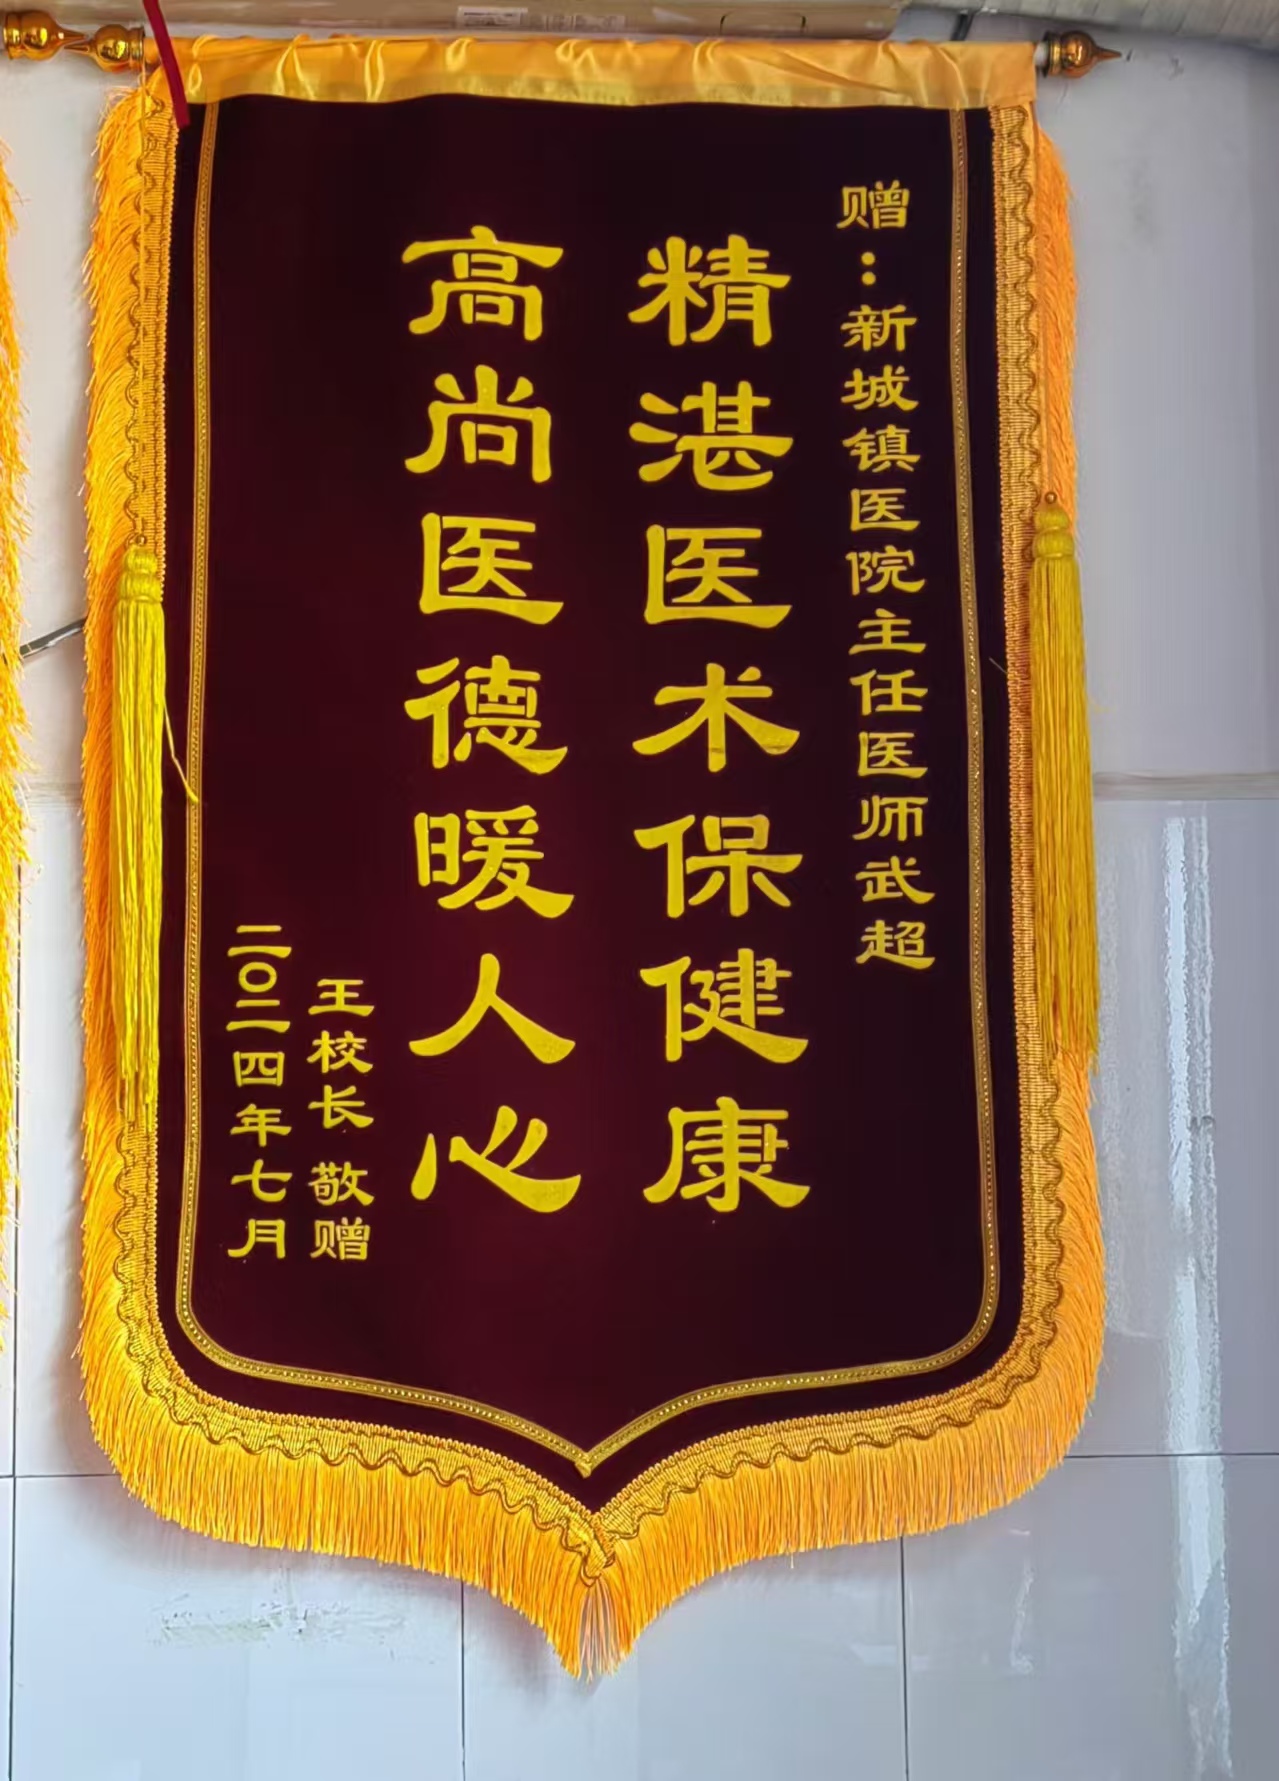 赠：新城镇医院主任医师武超
精湛医术保健康
高尚医德暖人心
王校长 敬赠
二〇二四年七月